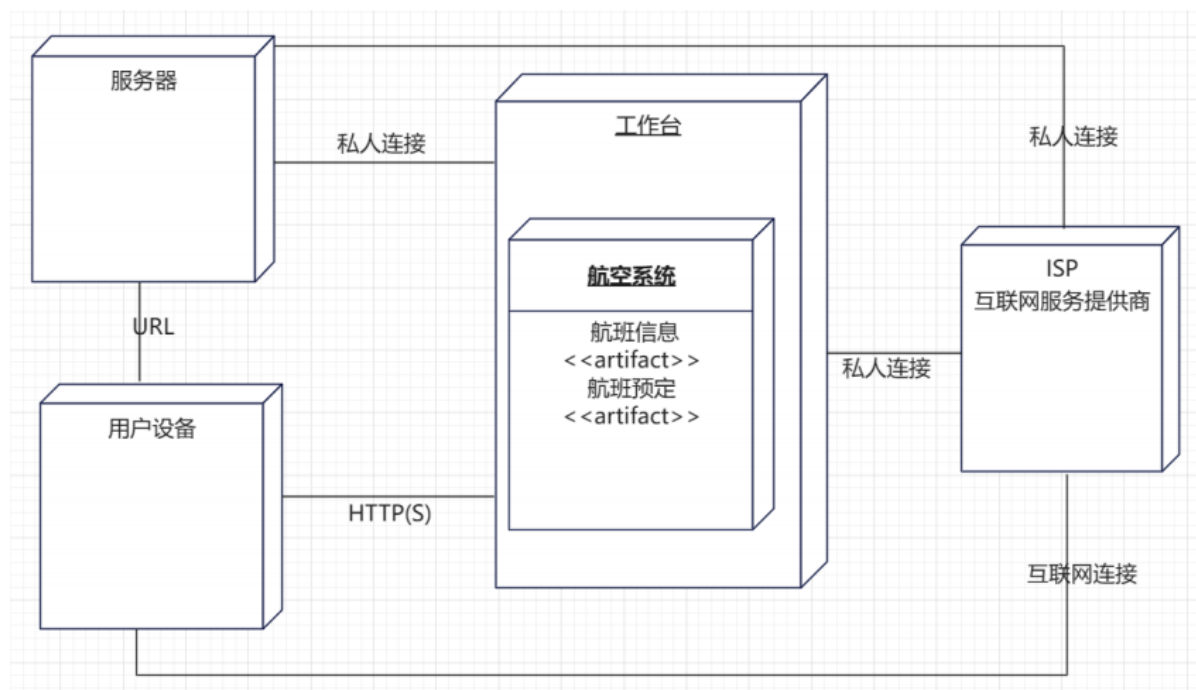 服务器
私人连接
工作台
私人连接
航空系统
航班信息
<<artifact>>
航班预定
<<artifact>>
ISP
互联网服务提供商
URL
私人连接
用户设备
HTTP(S)
互联网连接